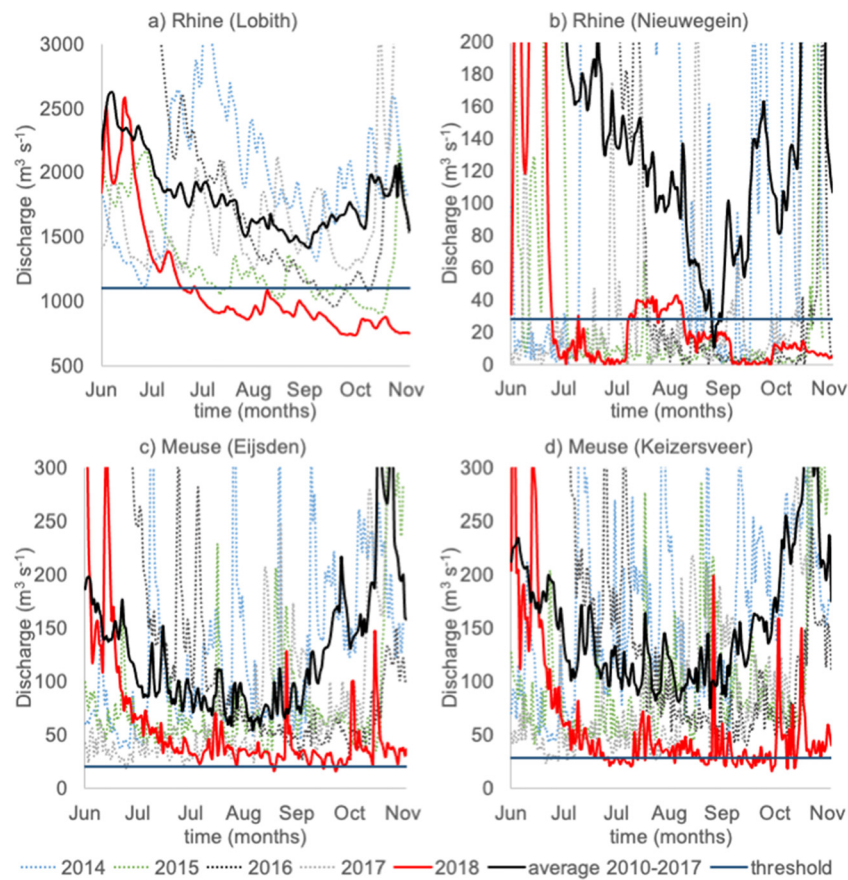 a) Rhine (Lobith)
3000
2500
2000
1500
1000
500
Discharge (m³ s⁻¹)
Jun Jul Jul Aug Sep Oct Nov
time (months)
b) Rhine (Nieuwegein)
200
180
160
140
120
100
80
60
40
20
0
Discharge (m³ s⁻¹)
Jun Jul Jul Aug Sep Oct Nov
time (months)
c) Meuse (Eijsden)
300
250
200
150
100
50
0
Discharge (m³ s⁻¹)
Jun Jul Jul Aug Sep Oct Nov
time (months)
d) Meuse (Keizersveer)
300
250
200
150
100
50
0
Discharge (m³ s⁻¹)
Jun Jul Jul Aug Sep Oct Nov
time (months)
2014 2015 2016 2017 2018 average 2010-2017 threshold